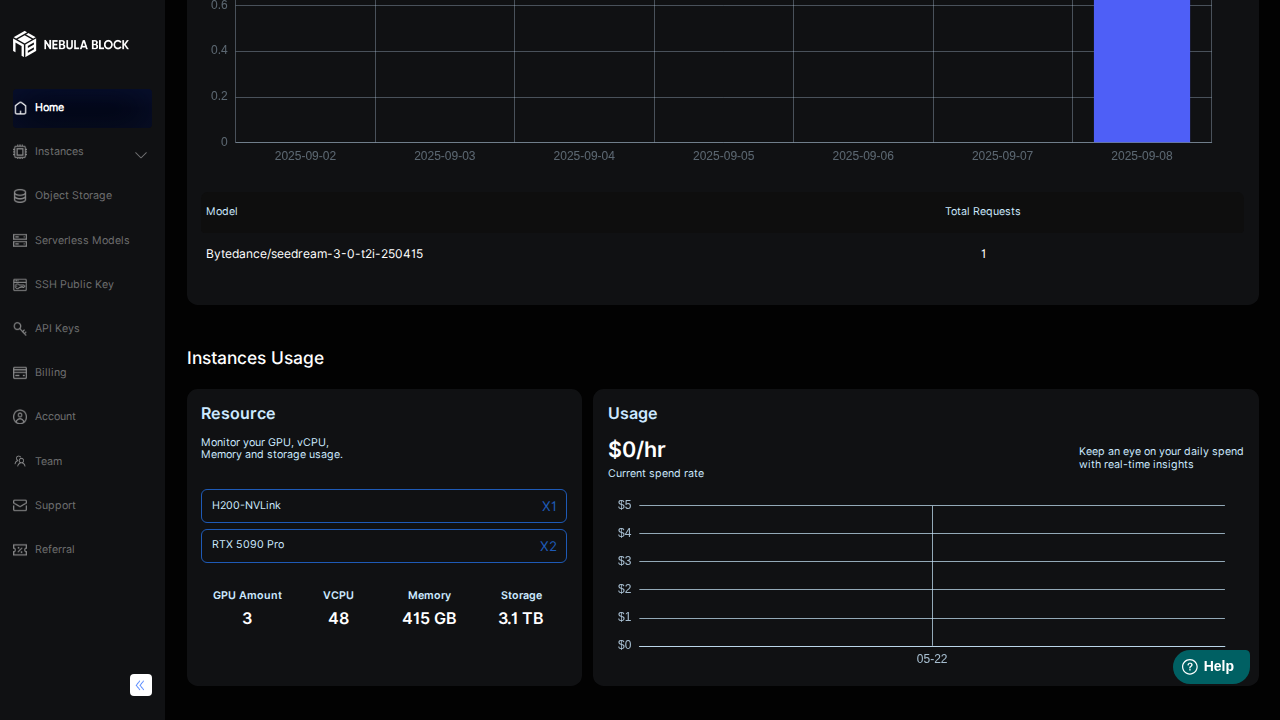 NEBULA BLOCK
Home
Instances
Object Storage
Serverless Models
SSH Public Key
API Keys
Billing
Account
Team
Support
Referral
0.6
0.4
0.2
0
2025-09-02 2025-09-03 2025-09-04 2025-09-05 2025-09-06 2025-09-07 2025-09-08
Model Total Requests
Bytedance/seedream-3-0-t2i-250415 1
Instances Usage
Resource
Monitor your GPU, vCPU,
Memory and storage usage.
H200-NVLink X1
RTX 5090 Pro X2
GPU Amount VCPU Memory Storage
3 48 415 GB 3.1 TB
Usage
$0/hr
Current spend rate
Keep an eye on your daily spend
with real-time insights
$5
$4
$3
$2
$1
$0
05-22
Help